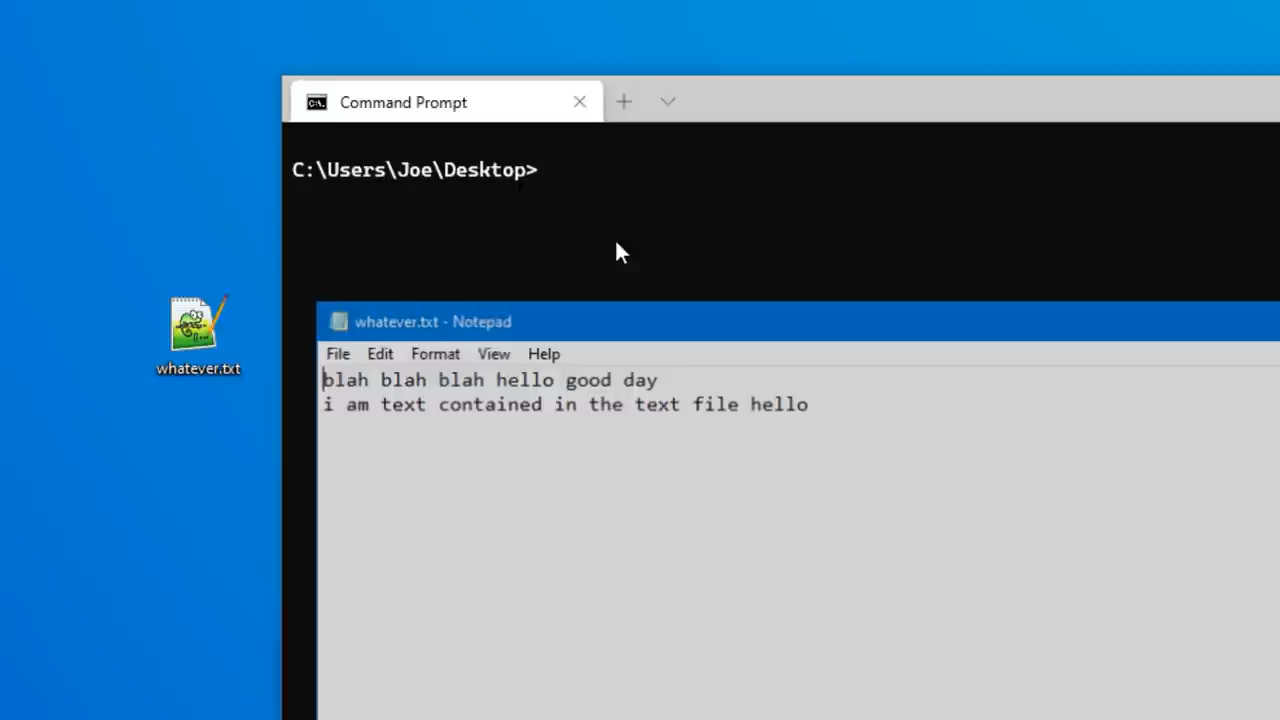 Command Prompt
C:\Users\Joe\Desktop>
whatever.txt - Notepad
File Edit Format View Help
blah blah blah hello good day
i am text contained in the text file hello
whatever.txt